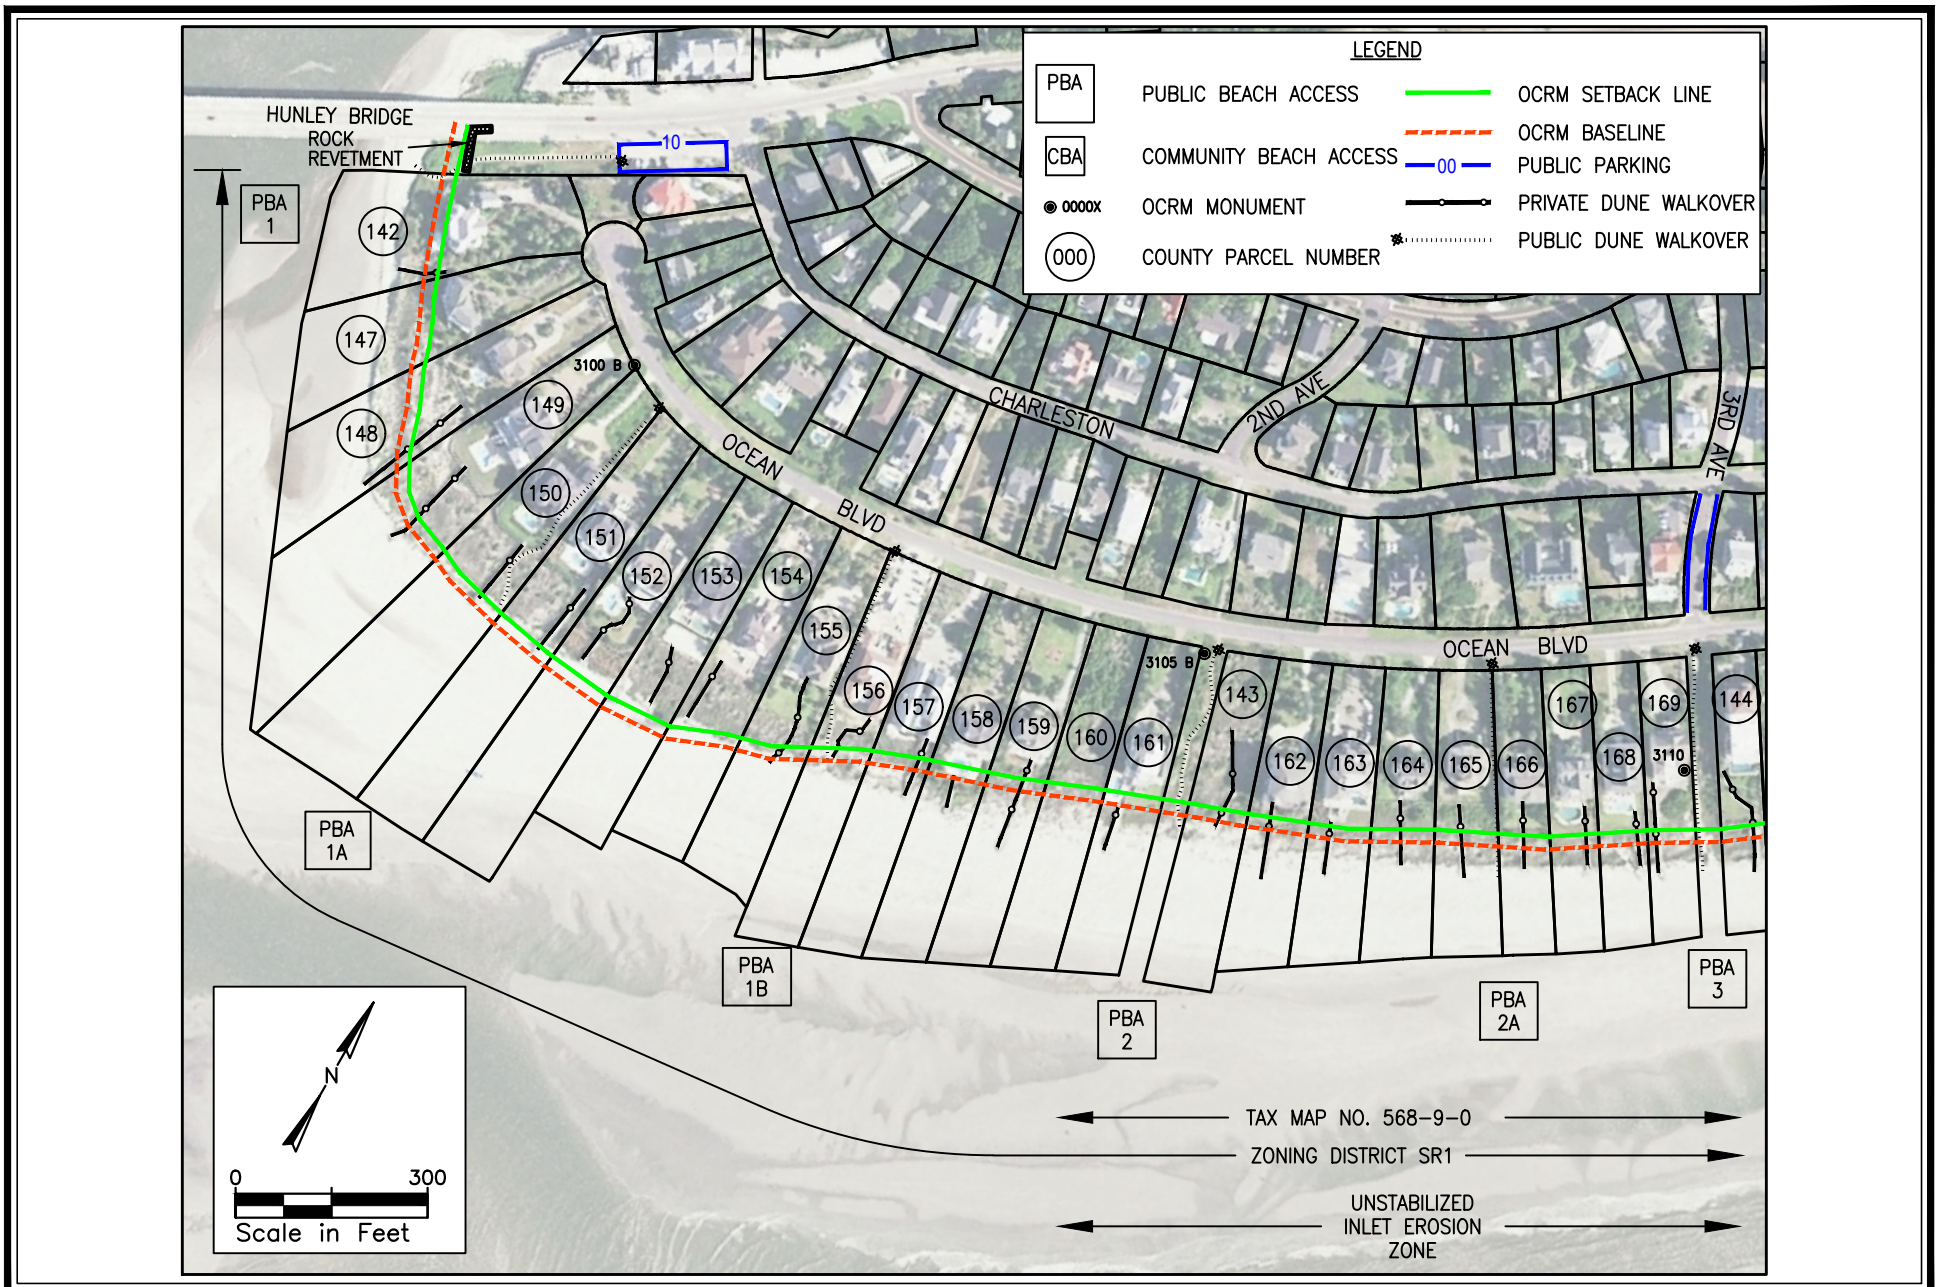 LEGEND
PBA
PUBLIC BEACH ACCESS
OCRM SETBACK LINE
OCRM BASELINE
CBA
COMMUNITY BEACH ACCESS
00
PUBLIC PARKING
0000X
OCRM MONUMENT
PRIVATE DUNE WALKOVER
000
COUNTY PARCEL NUMBER
PUBLIC DUNE WALKOVER
HUNLEY BRIDGE
ROCK
REVETMENT
10
PBA
1
142
147
148
3100 B
149
150
151
152
153
154
155
156
157
158
159
160
161
3105 B
143
162
163
164
165
166
167
168
169
3110
144
CHARLESTON
2ND AVE
3RD AVE
OCEAN BLVD
OCEAN BLVD
PBA
1A
PBA
1B
PBA
2
PBA
2A
PBA
3
N
0 300
Scale in Feet
TAX MAP NO. 568-9-0
ZONING DISTRICT SR1
UNSTABILIZED
INLET EROSION
ZONE